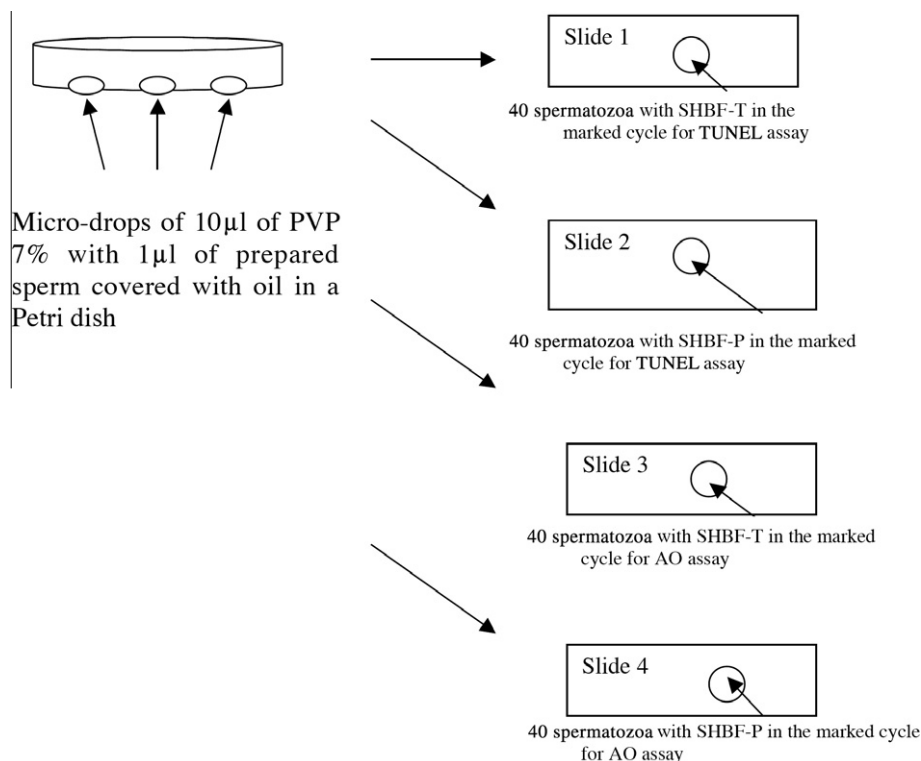 Slide 1
40 spermatozoa with SHBF-T in the
marked cycle for TUNEL assay
Micro-drops of 10µl of PVP
7% with 1µl of prepared
sperm covered with oil in a
Petri dish
Slide 2
40 spermatozoa with SHBF-P in the marked
cycle for TUNEL assay
Slide 3
40 spermatozoa with SHBF-T in the marked
cycle for AO assay
Slide 4
40 spermatozoa with SHBF-P in the marked cycle
for AO assay